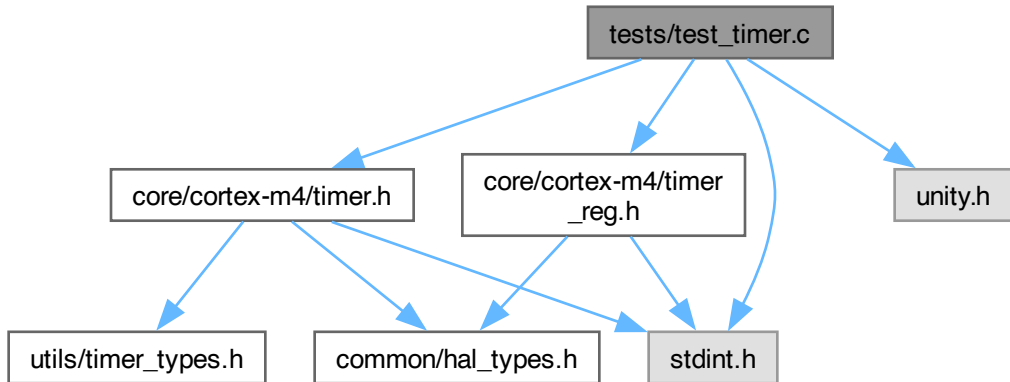 tests/test_timer.c
core/cortex-m4/timer.h
core/cortex-m4/timer
_reg.h
unity.h
utils/timer_types.h
common/hal_types.h
stdint.h